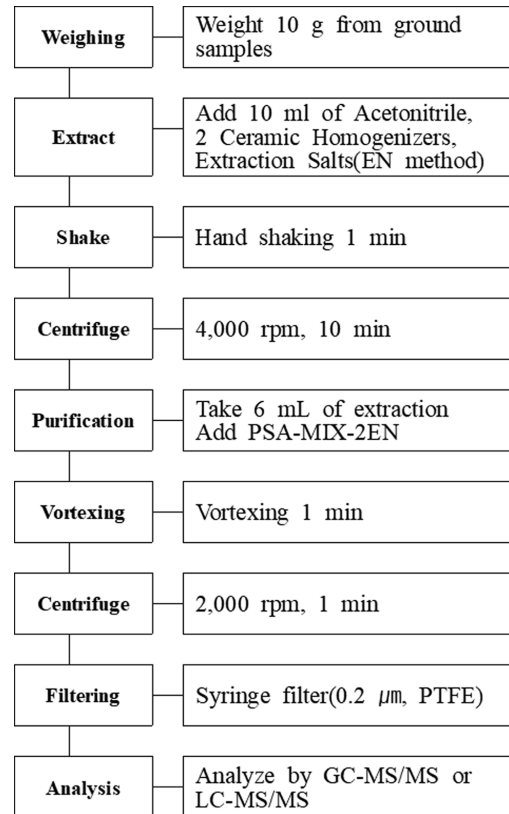 Weighing
Weight 10 g from ground
samples
Extract
Add 10 ml of Acetonitrile,
2 Ceramic Homogenizers,
Extraction Salts(EN method)
Shake
Hand shaking 1 min
Centrifuge
4,000 rpm, 10 min
Purification
Take 6 mL of extraction
Add PSA-MIX-2EN
Vortexing
Vortexing 1 min
Centrifuge
2,000 rpm, 1 min
Filtering
Syringe filter(0.2 ㎛, PTFE)
Analysis
Analyze by GC-MS/MS or
LC-MS/MS